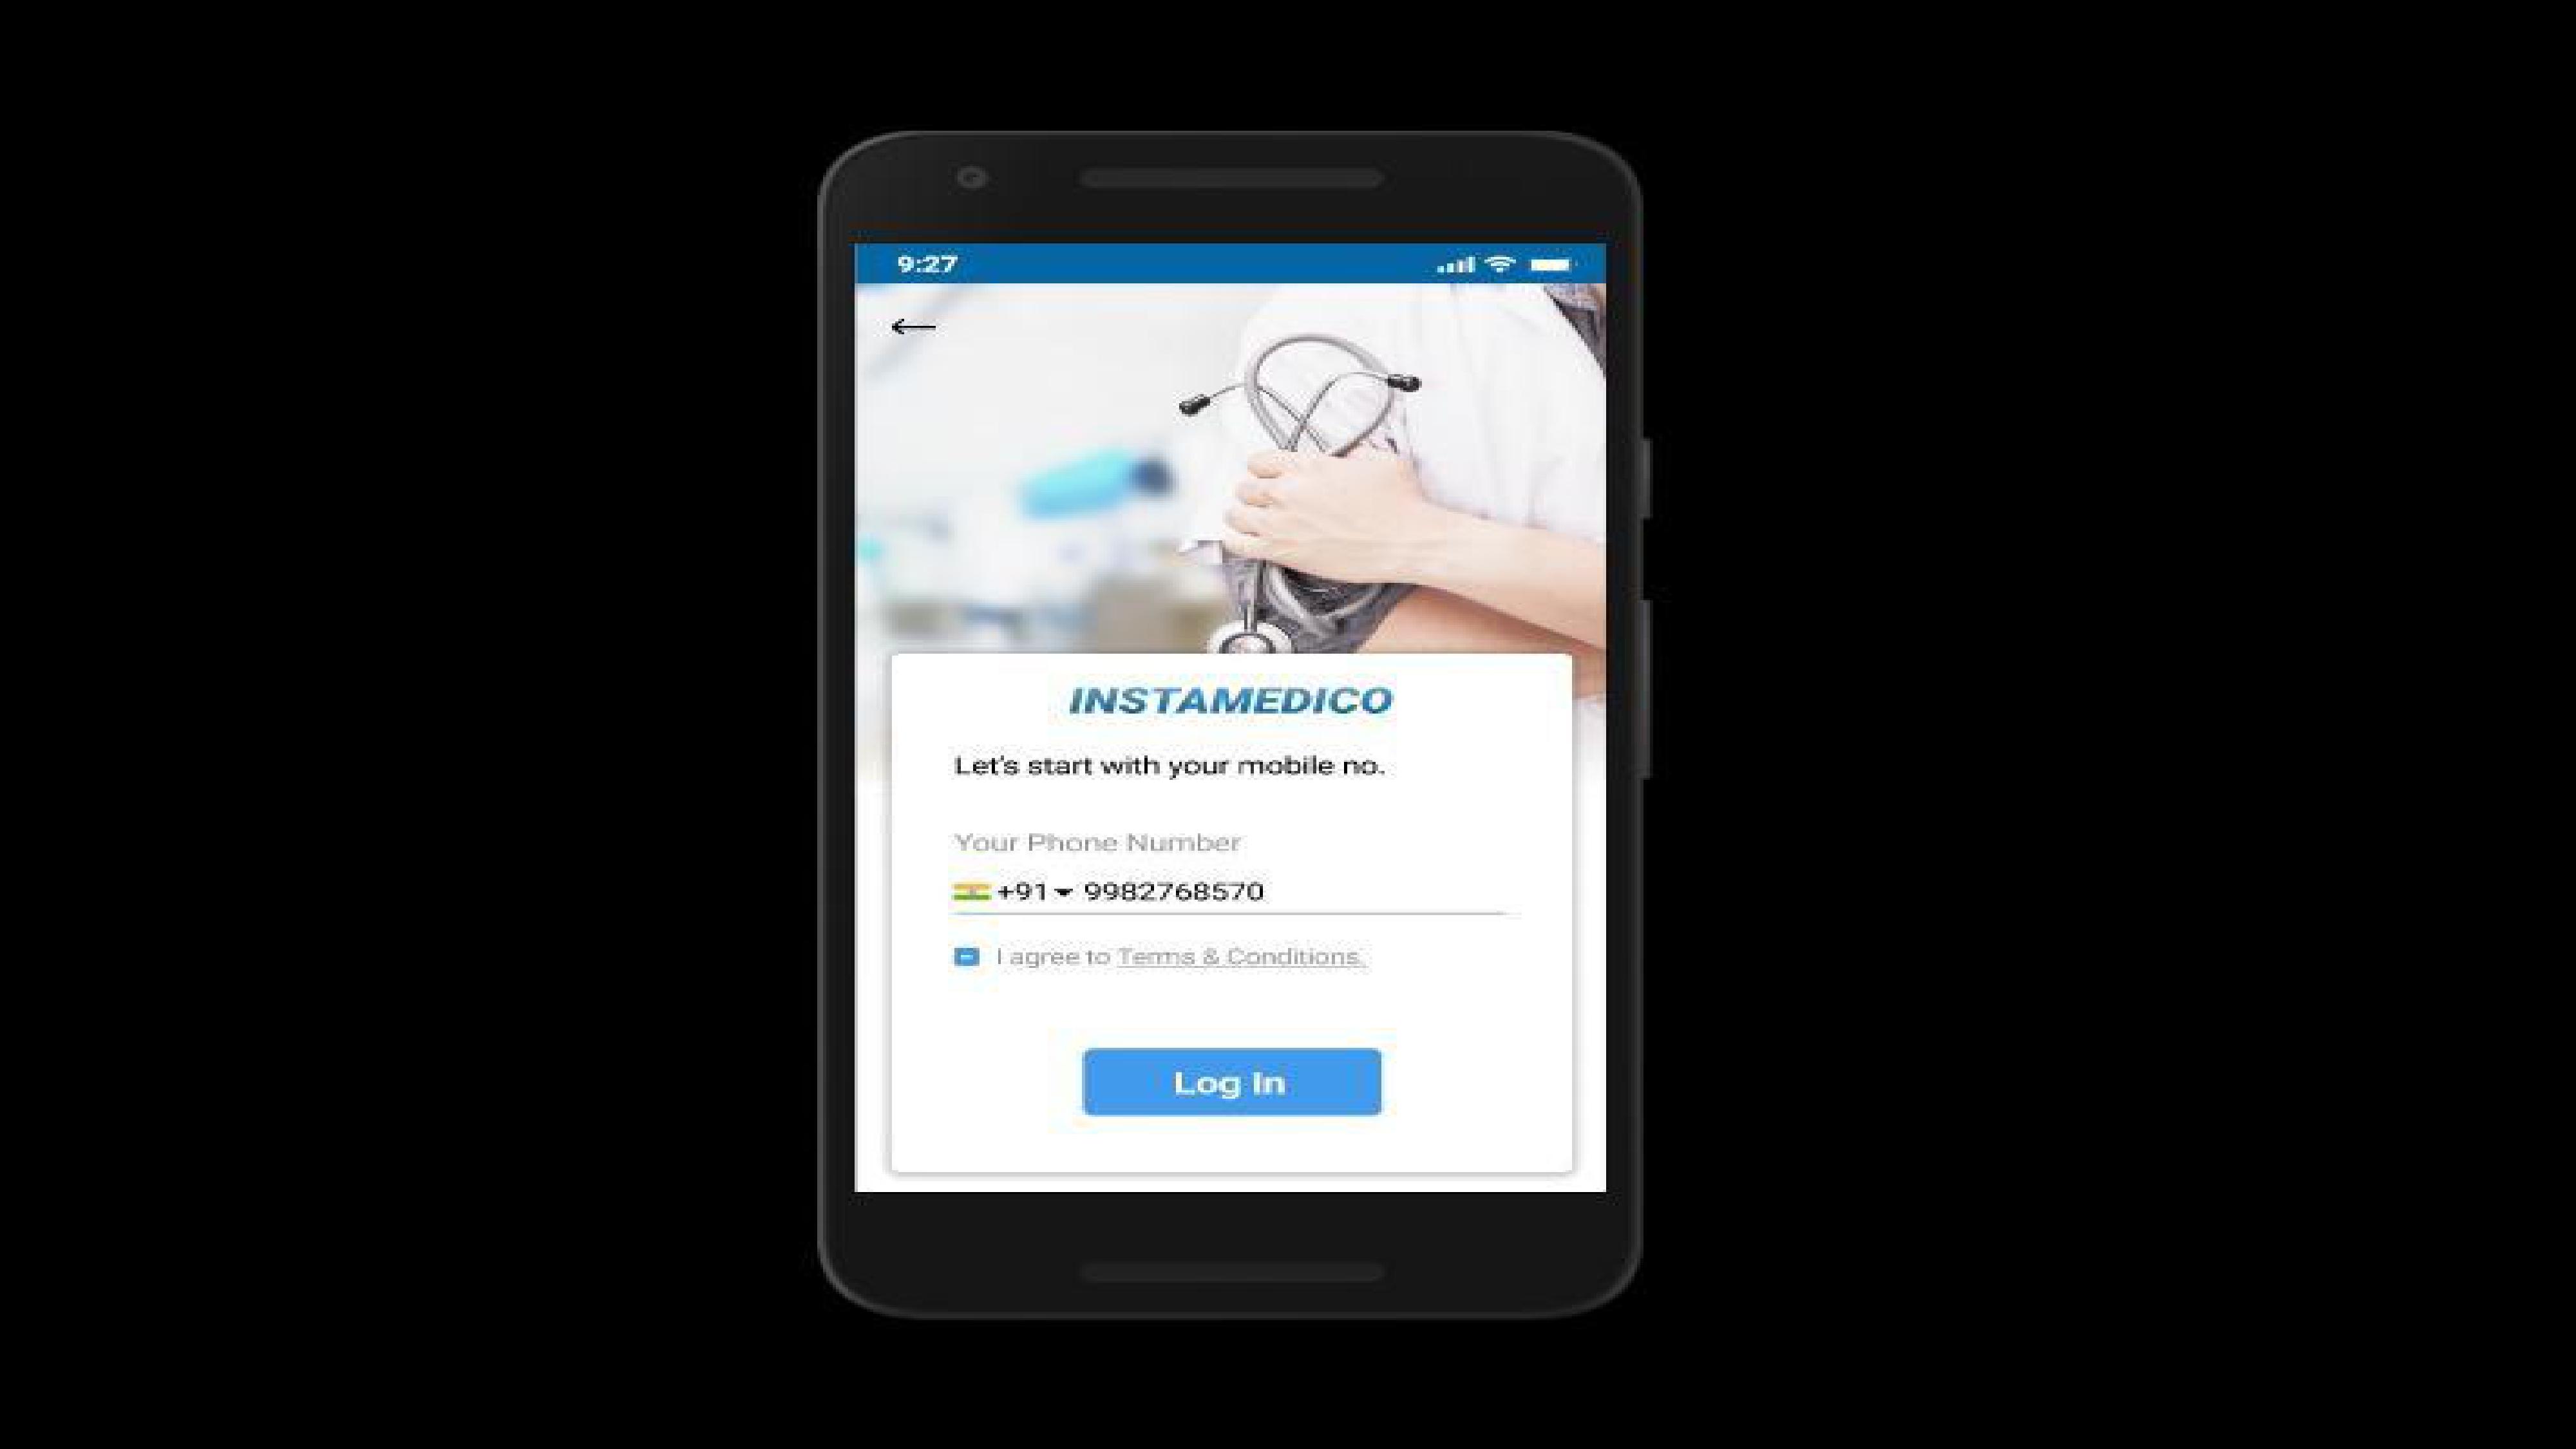 9:27
INSTAMEDICO
Let's start with your mobile no.
Your Phone Number
+91 9982768570
I agree to Terms & Conditions.
Log In